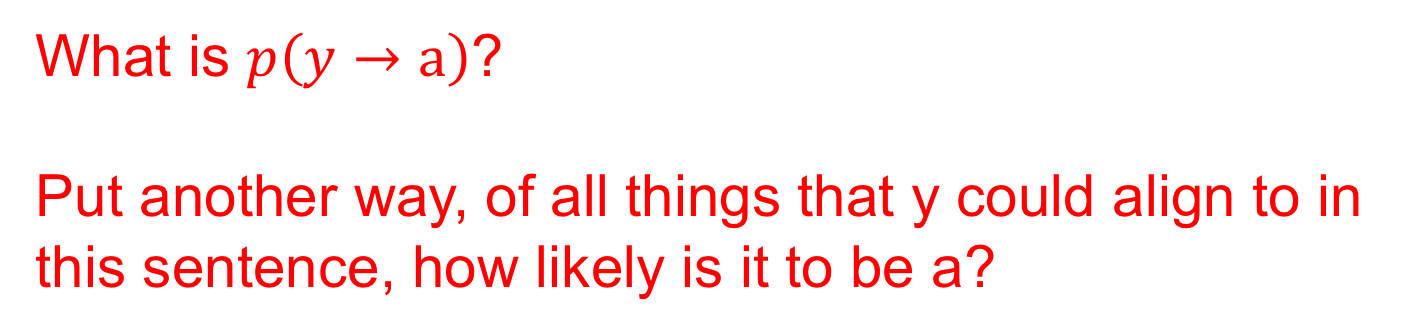 What is p(y → a)?
Put another way, of all things that y could align to in
this sentence, how likely is it to be a?